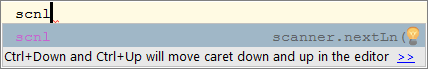 scnl
scnl scanner.nextLn(
Ctrl+Down and Ctrl+Up will move caret down and up in the editor >>